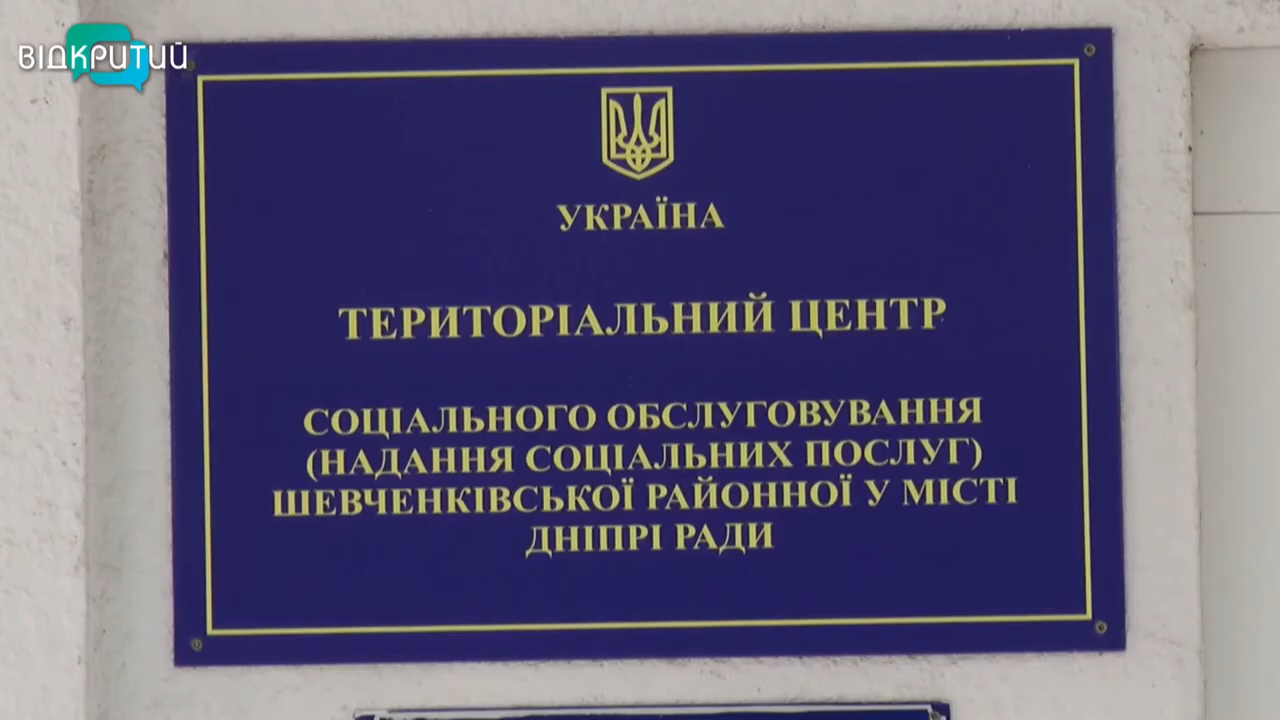 ВІДКРИТИЙ
УКРАЇНА
ТЕРИТОРІАЛЬНИЙ ЦЕНТР
СОЦІАЛЬНОГО ОБСЛУГОВУВАННЯ
(НАДАННЯ СОЦІАЛЬНИХ ПОСЛУГ)
ШЕВЧЕНКІВСЬКОЇ РАЙОННОЇ У МІСТІ
ДНІПРІ РАДИ